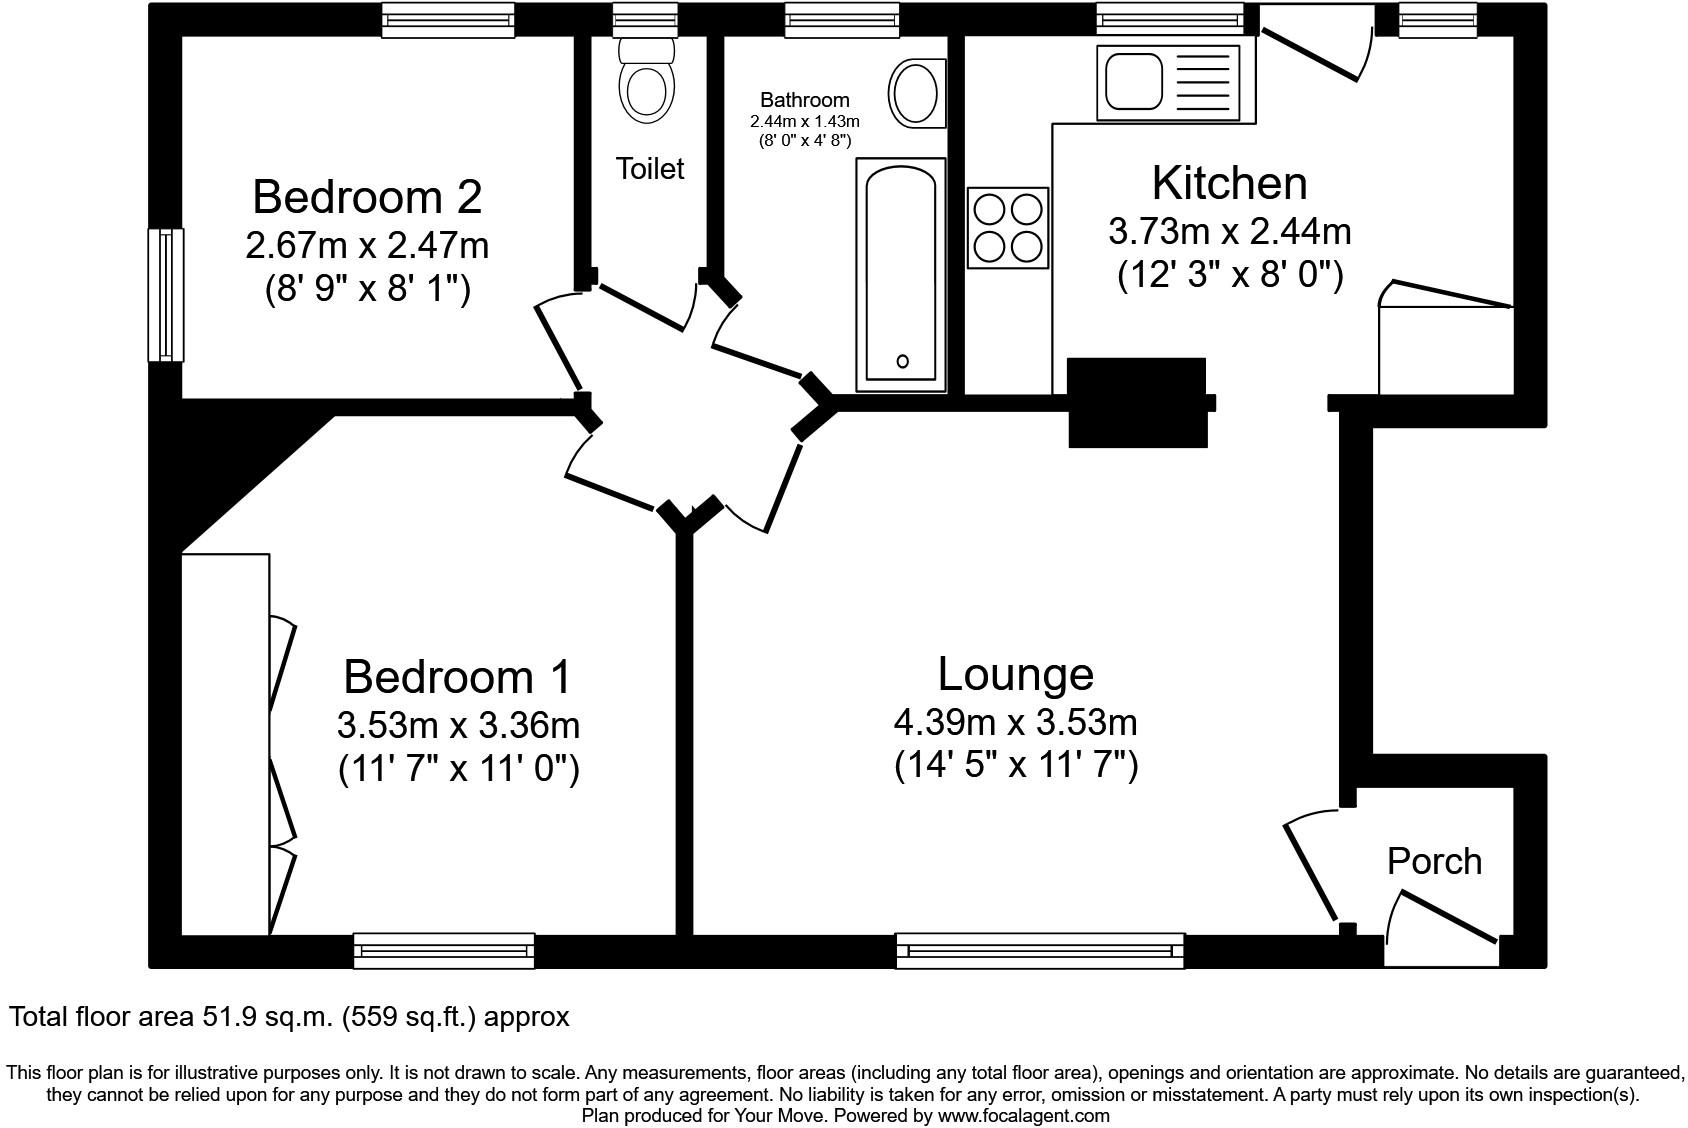 Bathroom
2.44m x 1.43m
(8' 0" x 4' 8")
Toilet
Bedroom 2
2.67m x 2.47m
(8' 9" x 8' 1")
Kitchen
3.73m x 2.44m
(12' 3" x 8' 0")
Bedroom 1
3.53m x 3.36m
(11' 7" x 11' 0")
Lounge
4.39m x 3.53m
(14' 5" x 11' 7")
Porch
Total floor area 51.9 sq.m. (559 sq.ft.) approx
This floor plan is for illustrative purposes only. It is not drawn to scale. Any measurements, floor areas (including any total floor area), openings and orientation are approximate. No details are guaranteed,
they cannot be relied upon for any purpose and they do not form part of any agreement. No liability is taken for any error, omission or misstatement. A party must rely upon its own inspection(s).
Plan produced for Your Move. Powered by www.focalagent.com